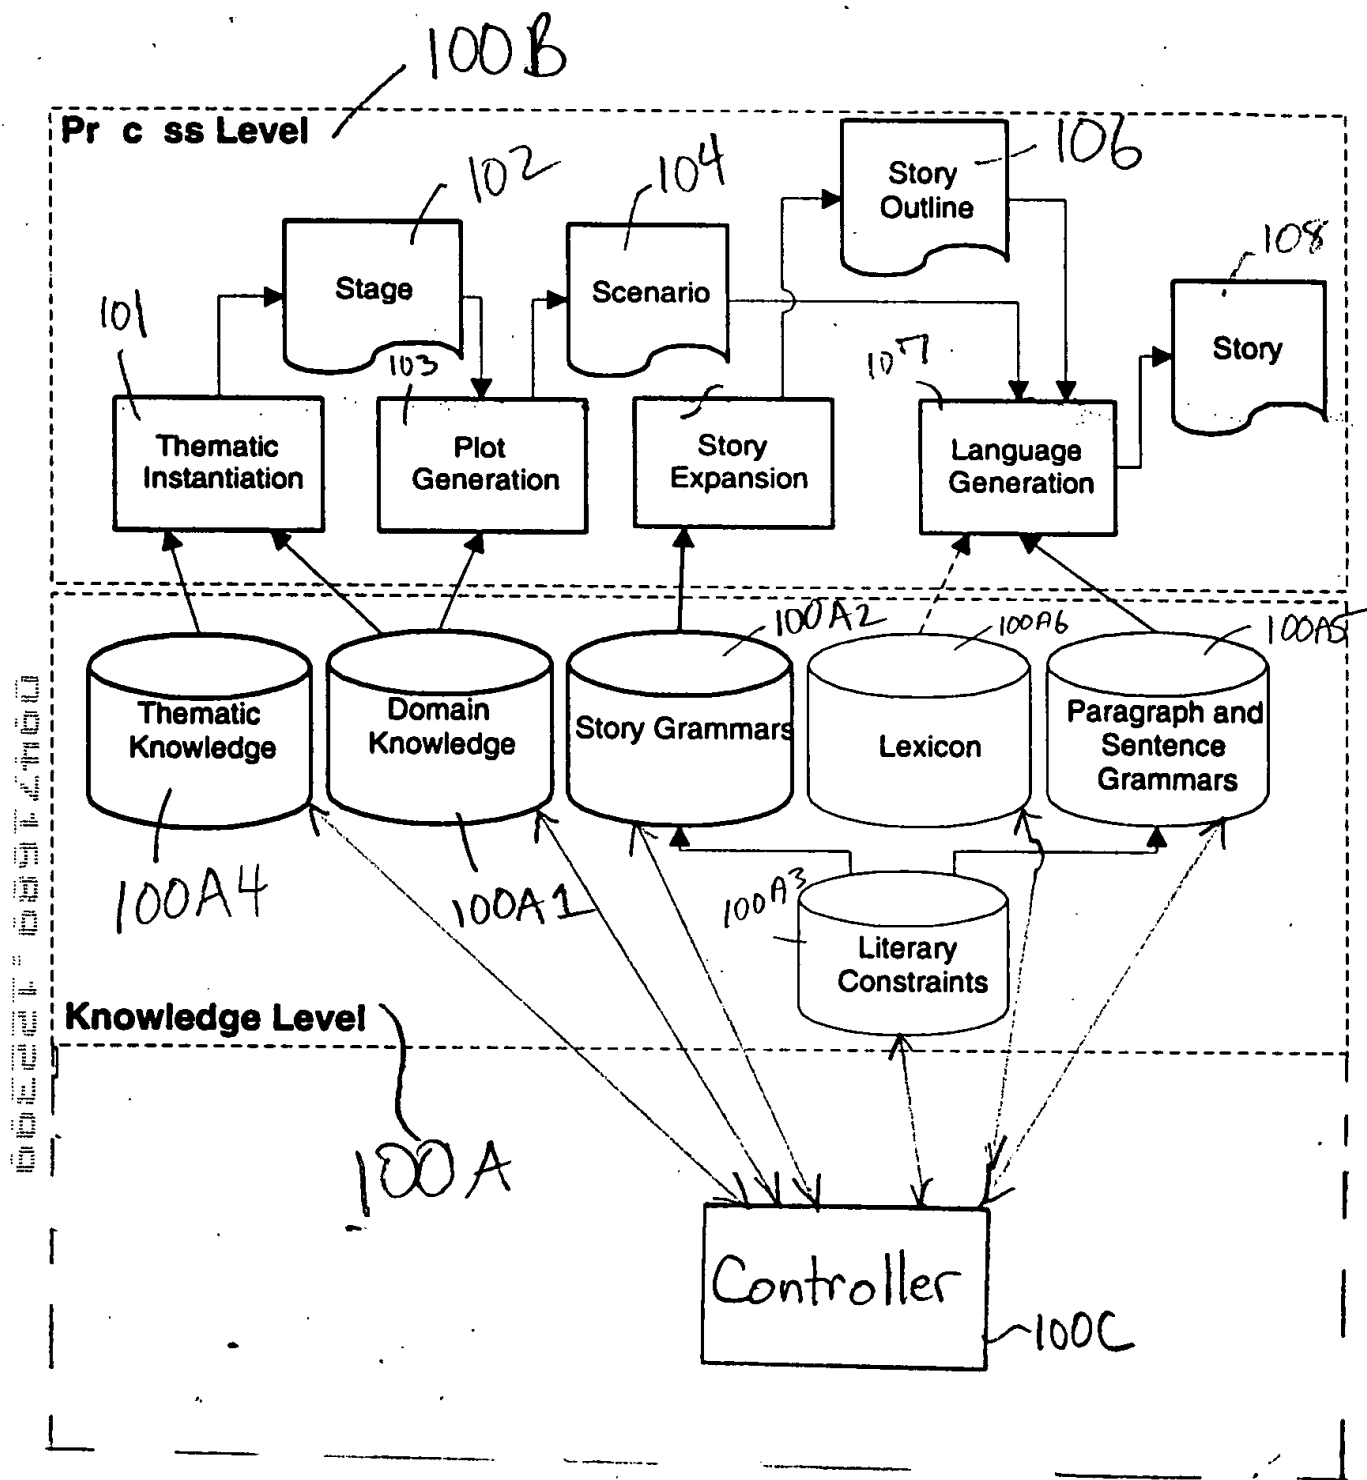 100B
Pr c ss Level
102
104
106
108
Story
Outline
Stage
Scenario
Story
101
103
107
Thematic
Instantiation
Plot
Generation
Story
Expansion
Language
Generation
100A2
100A6
100A5
Thematic
Knowledge
Domain
Knowledge
Story Grammars
Lexicon
Paragraph and
Sentence
Grammars
100A4
100A1
100A3
Literary
Constraints
Knowledge Level
100A
Controller
100C